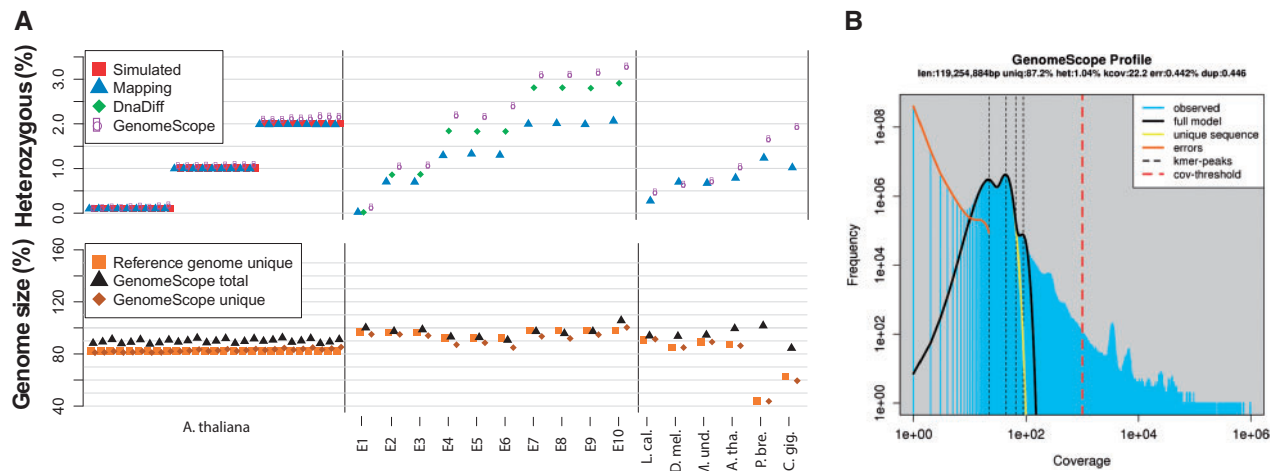 A
Heterozygous (%)
3.0
2.0
1.0
0.0
Simulated
Mapping
DnaDiff
GenomeScope
Genome size (%)
160
120
80
40
Reference genome unique
GenomeScope total
GenomeScope unique
A. thaliana
E1
E2
E3
E4
E5
E6
E7
E8
E9
E10
L. cal.
D. mel.
M. und.
A. tha.
P. bre.
C. gig.
B
GenomeScope Profile
len:119,254,884bp uniq:87.2% het:1.04% kcov:22.2 err:0.442% dup:0.446
Frequency
1e+08
1e+06
1e+04
1e+02
1e+00
observed
full model
unique sequence
errors
kmer-peaks
cov-threshold
1e+00 1e+02 1e+04 1e+06
Coverage